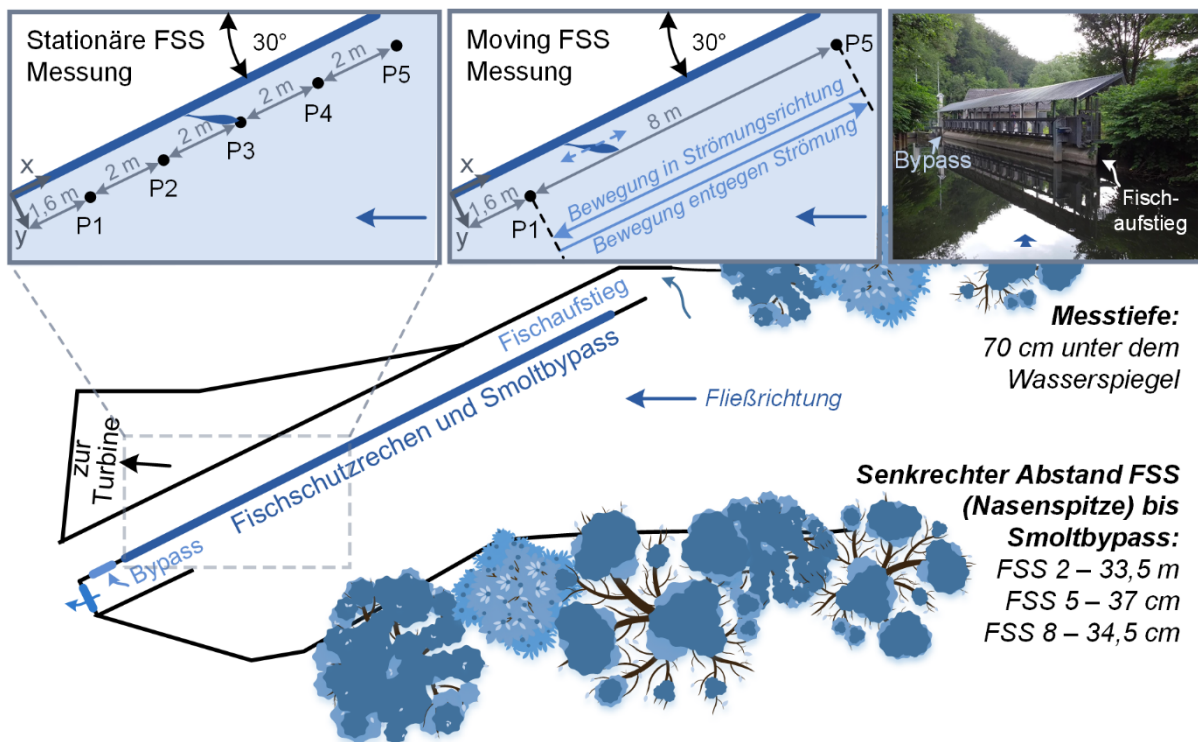 Stationäre FSS
Messung
30°
2 m
2 m
2 m
2 m
P5
P4
P3
P2
P1
x
1,6 m
y
Moving FSS
Messung
30°
P5
8 m
Bewegung in Strömungsrichtung
Bewegung entgegen Strömung
x
1,6 m
y
P1
Bypass
Fisch-
aufstieg
Fischaufstieg
Fischschutzrechen und Smoltbypass
Fließrichtung
zur
Turbine
Bypass
Messtiefe:
70 cm unter dem
Wasserspiegel
Senkrechter Abstand FSS
(Nasenspitze) bis
Smoltbypass:
FSS 2 – 33,5 m
FSS 5 – 37 cm
FSS 8 – 34,5 cm